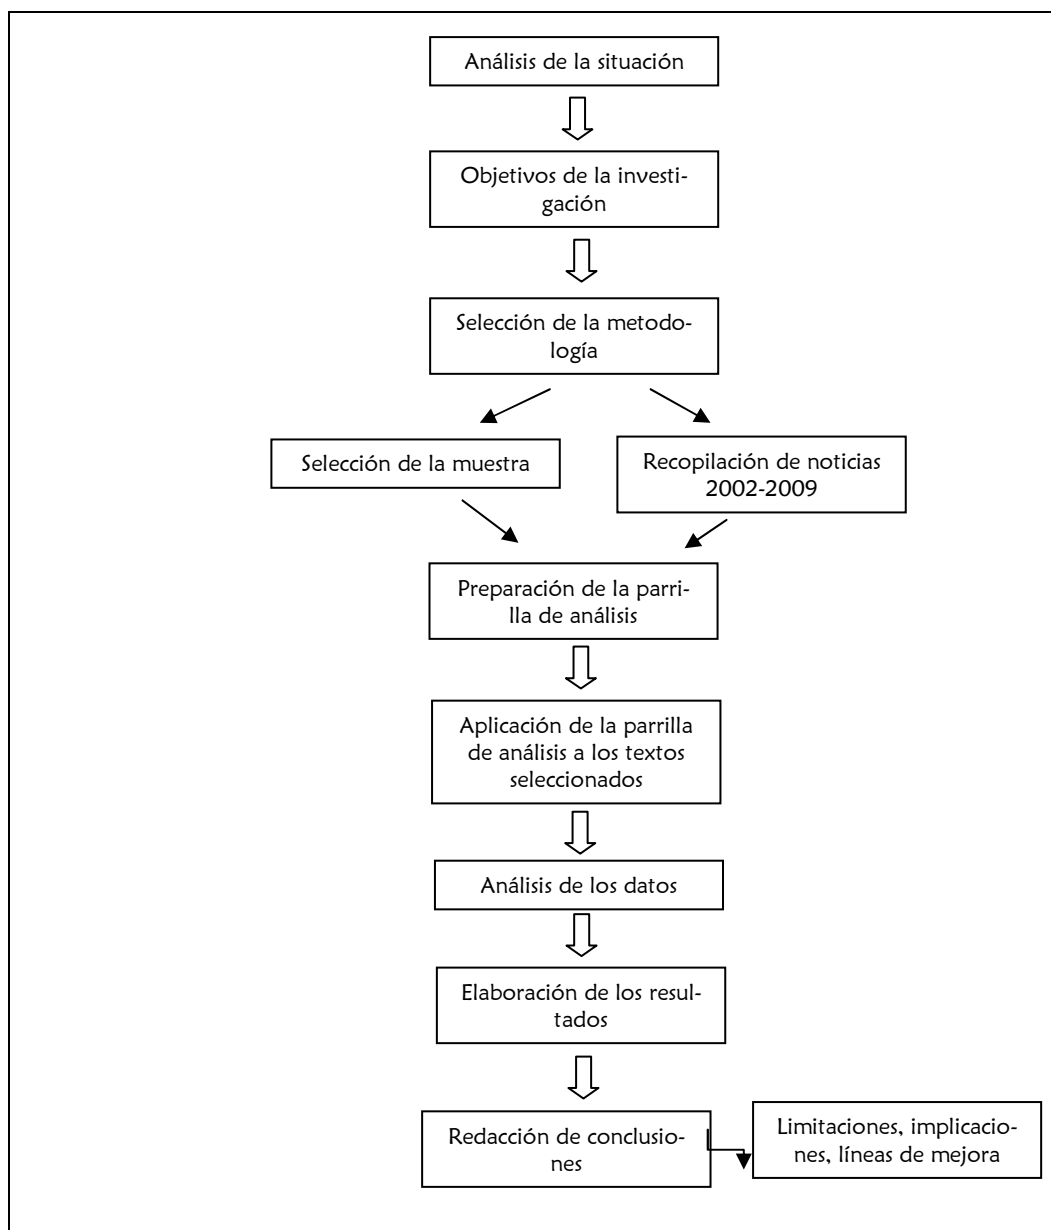 Análisis de la situación
Objetivos de la investi-
gación
Selección de la metodo-
logía
Selección de la muestra
Recopilación de noticias
2002-2009
Preparación de la parri-
lla de análisis
Aplicación de la parrilla
de análisis a los textos
seleccionados
Análisis de los datos
Elaboración de los resul-
tados
Redacción de conclusio-
nes
Limitaciones, implicacio-
nes, líneas de mejora